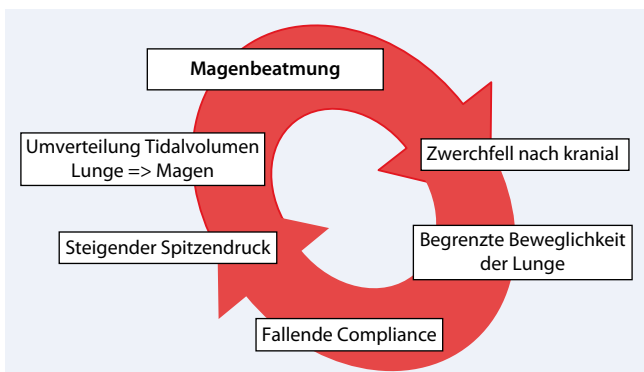 Magenbeatmung
Zwerchfell nach kranial
Begrenzte Beweglichkeit
der Lunge
Fallende Compliance
Steigender Spitzendruck
Umverteilung Tidalvolumen
Lunge => Magen